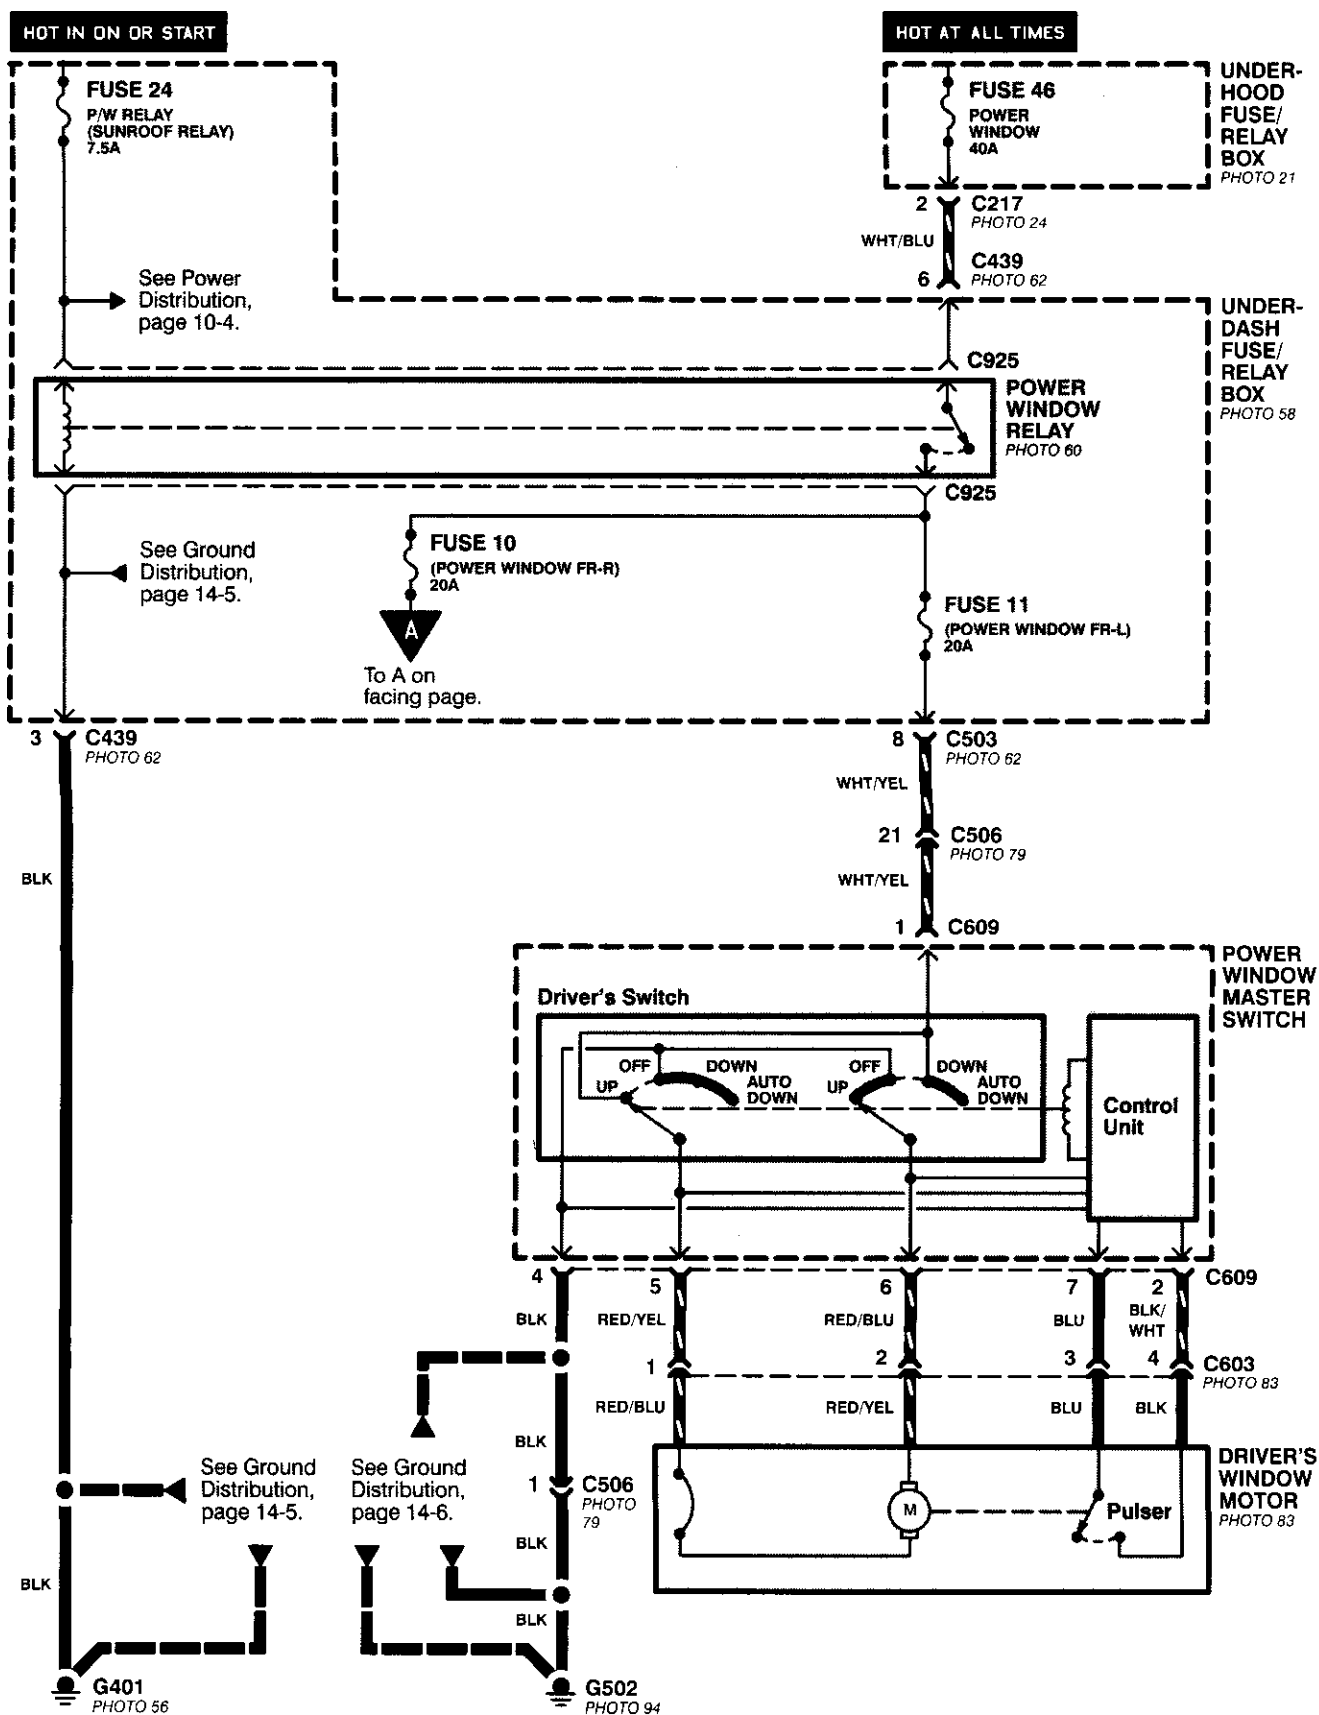 HOT IN ON OR START
HOT AT ALL TIMES
FUSE 24
P/W RELAY
(SUNROOF RELAY)
7.5A
FUSE 46
POWER
WINDOW
40A
UNDER-
HOOD
FUSE/
RELAY
BOX
PHOTO 21
2
C217
PHOTO 24
WHT/BLU
C439
6
PHOTO 62
See Power
Distribution,
page 10-4.
UNDER-
DASH
FUSE/
RELAY
BOX
PHOTO 58
C925
POWER
WINDOW
RELAY
PHOTO 60
C925
See Ground
Distribution,
page 14-5.
FUSE 10
(POWER WINDOW FR-R)
20A
A
To A on
facing page.
FUSE 11
(POWER WINDOW FR-L)
20A
3
C439
PHOTO 62
8
C503
PHOTO 62
WHT/YEL
21
C506
PHOTO 79
BLK
WHT/YEL
1
C609
POWER
WINDOW
MASTER
SWITCH
Driver's Switch
OFF
DOWN
UP
AUTO
DOWN
OFF
DOWN
UP
AUTO
DOWN
Control
Unit
4
5
6
7
2
C609
BLK
RED/YEL
RED/BLU
BLU
BLK/
WHT
1
2
3
4
C603
PHOTO 83
RED/BLU
RED/YEL
BLU
BLK
BLK
See Ground
Distribution,
page 14-5.
See Ground
Distribution,
page 14-6.
1
C506
PHOTO
79
M
Pulser
DRIVER'S
WINDOW
MOTOR
PHOTO 83
BLK
BLK
BLK
G401
PHOTO 56
G502
PHOTO 94